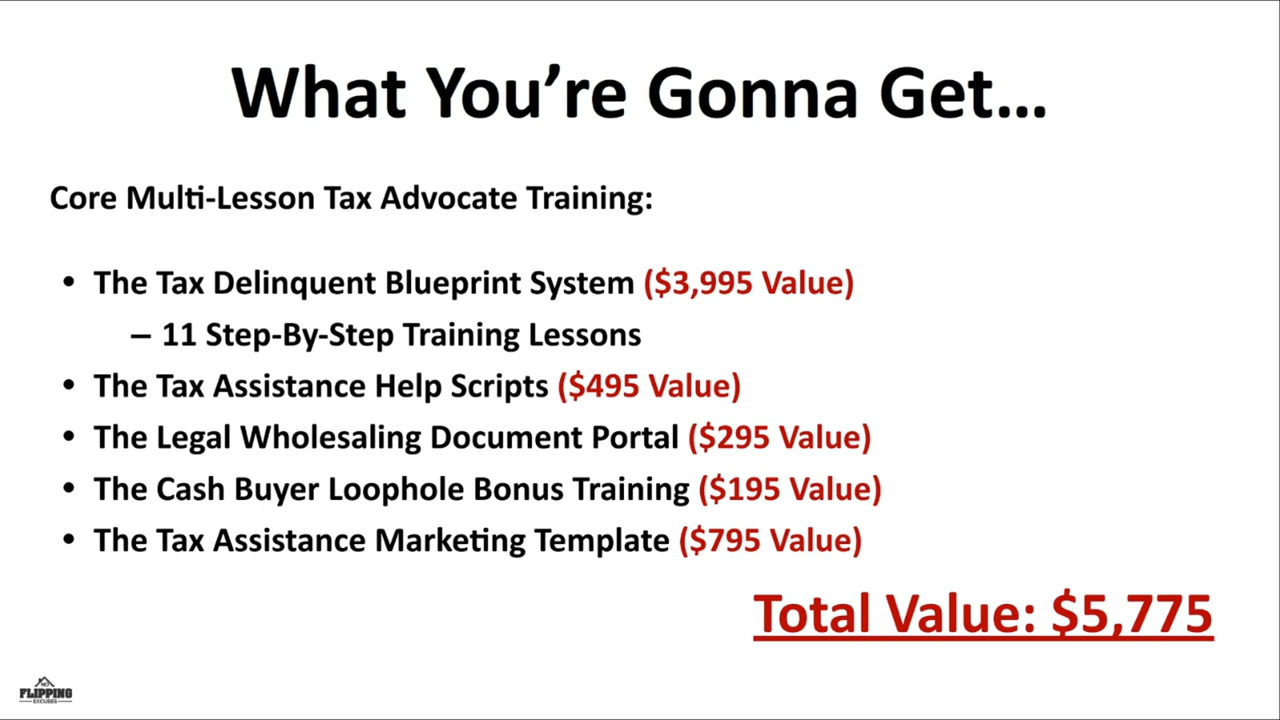 What You’re Gonna Get...
Core Multi-Lesson Tax Advocate Training:
• The Tax Delinquent Blueprint System ($3,995 Value)
– 11 Step-By-Step Training Lessons
• The Tax Assistance Help Scripts ($495 Value)
• The Legal Wholesaling Document Portal ($295 Value)
• The Cash Buyer Loophole Bonus Training ($195 Value)
• The Tax Assistance Marketing Template ($795 Value)
Total Value: $5,775
NO
FLIPPING
EXCUSES